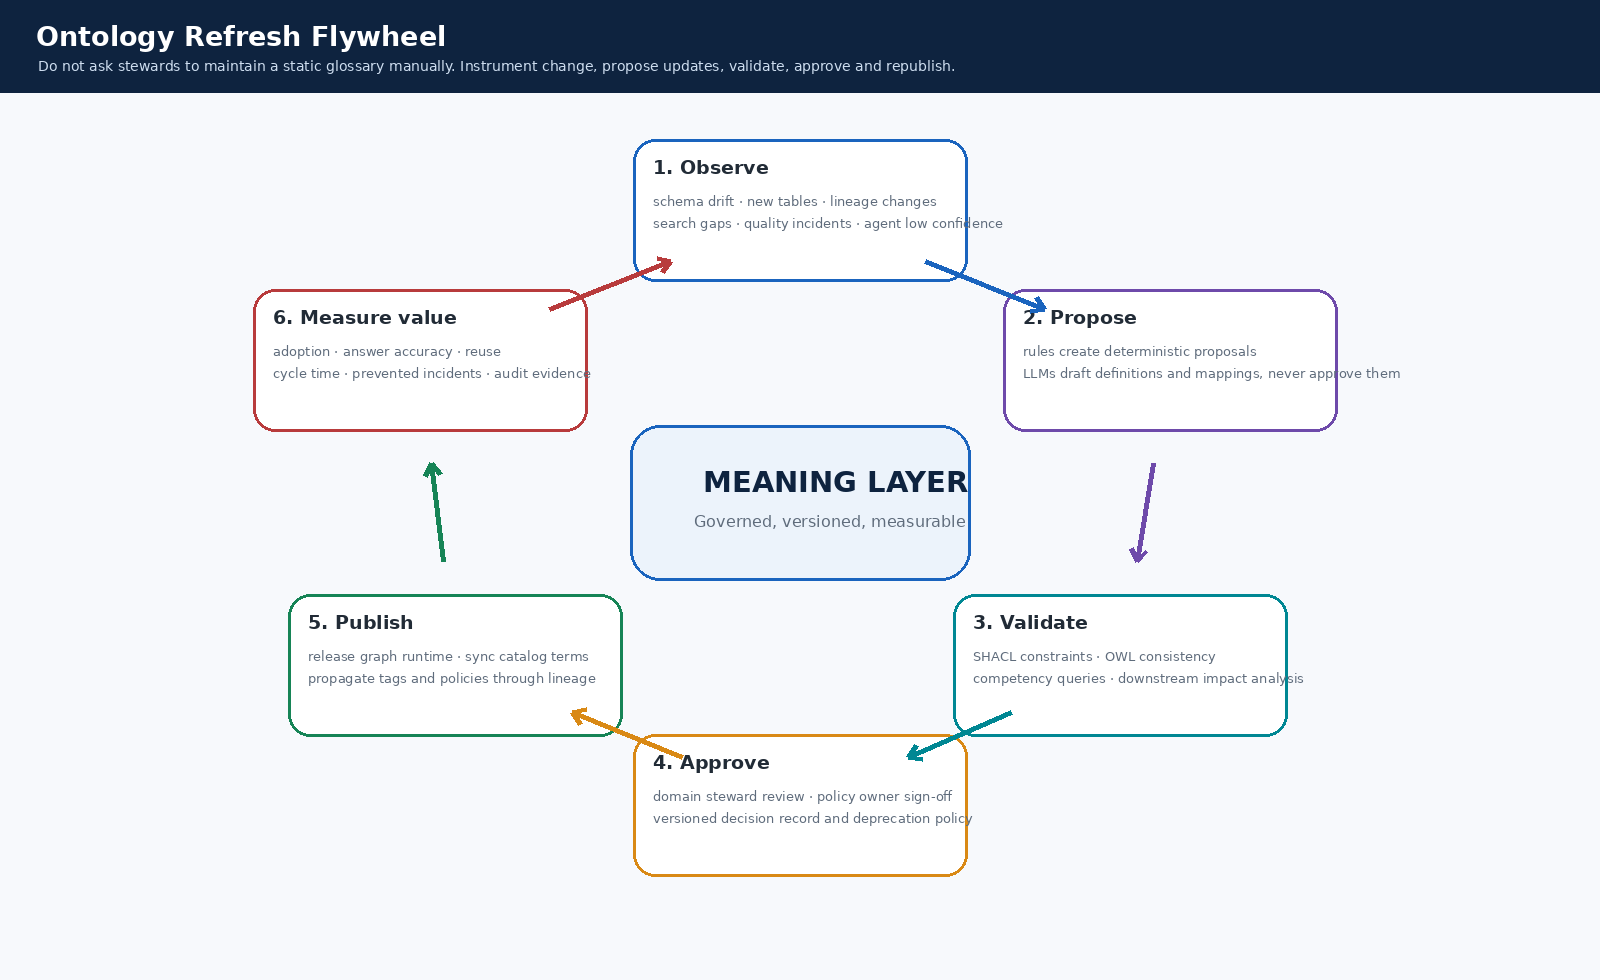 Ontology Refresh Flywheel
Do not ask stewards to maintain a static glossary manually. Instrument change, propose updates, validate, approve and republish.
1. Observe
schema drift · new tables · lineage changes
search gaps · quality incidents · agent low confidence
2. Propose
rules create deterministic proposals
LLMs draft definitions and mappings, never approve them
3. Validate
SHACL constraints · OWL consistency
competency queries · downstream impact analysis
4. Approve
domain steward review · policy owner sign-off
versioned decision record and deprecation policy
5. Publish
release graph runtime · sync catalog terms
propagate tags and policies through lineage
6. Measure value
adoption · answer accuracy · reuse
cycle time · prevented incidents · audit evidence
MEANING LAYER
Governed, versioned, measurable